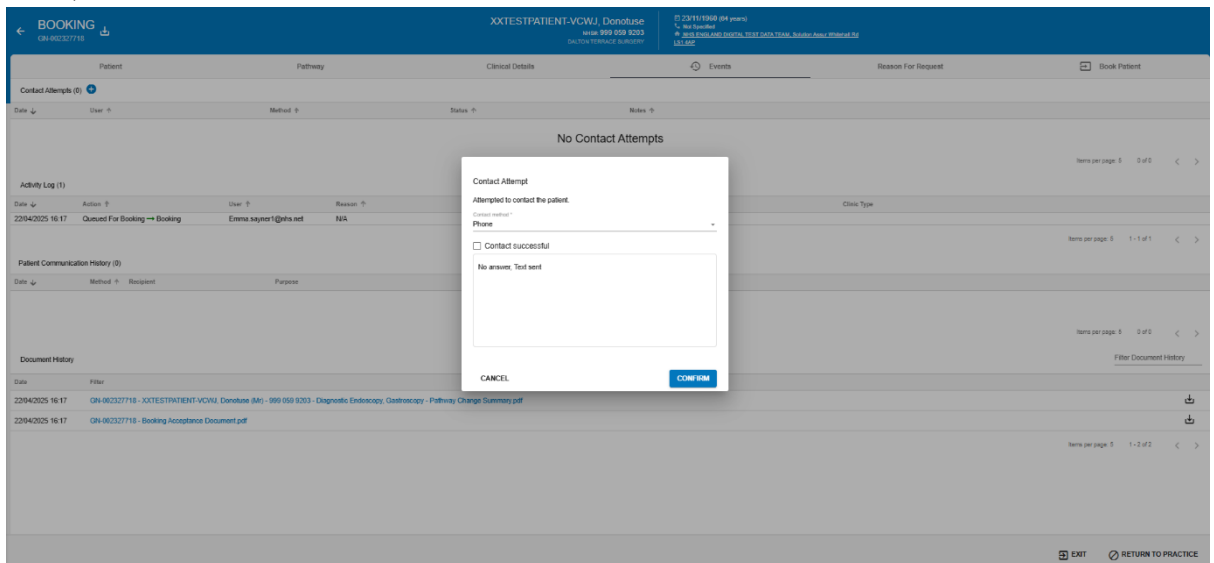 BOOKING
GN-002327718
XXTESTPATIENT-VCWJ, Donotuse
NHS#: 999 059 9203
DALTON TERRACE SURGERY
23/11/1960 (64 years)
Not Specified
NHS ENGLAND DIGITAL TEST DATA TEAM, Solution Assur Whitehall Rd
LS1 4AP
Patient
Pathway
Clinical Details
Events
Reason For Request
Book Patient
Contact Attempts (0)
Date User Method Status Notes
No Contact Attempts
Items per page: 5 0 of 0
Activity Log (1)
Date Action User Reason Clinic Type
22/04/2025 16:17 Queued For Booking → Booking Emma.sayner1@nhs.net N/A
Items per page: 5 1 - 1 of 1
Patient Communication History (0)
Date Method Recipient Purpose
Items per page: 5 0 of 0
Document History
Filter Document History
Date Filter
22/04/2025 16:17 GN-002327718 - XXTESTPATIENT-VCWJ, Donotuse (Mr) - 999 059 9203 - Diagnostic Endoscopy, Gastroscopy - Pathway Change Summary.pdf
22/04/2025 16:17 GN-002327718 - Booking Acceptance Document.pdf
Items per page: 5 1 - 2 of 2
Contact Attempt
Attempted to contact the patient.
Contact method *
Phone
Contact successful
No answer, Text sent
CANCEL
CONFIRM
EXIT
RETURN TO PRACTICE